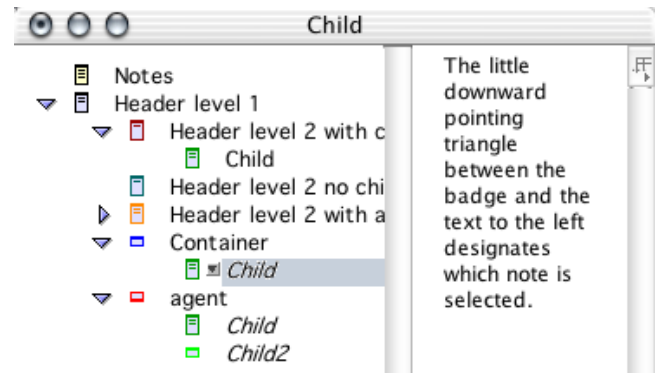 Child
Notes
Header level 1
Header level 2 with c
Child
Header level 2 no chi
Header level 2 with a
Container
Child
agent
Child
Child2
The little
downward
pointing
triangle
between the
badge and the
text to the left
designates
which note is
selected.